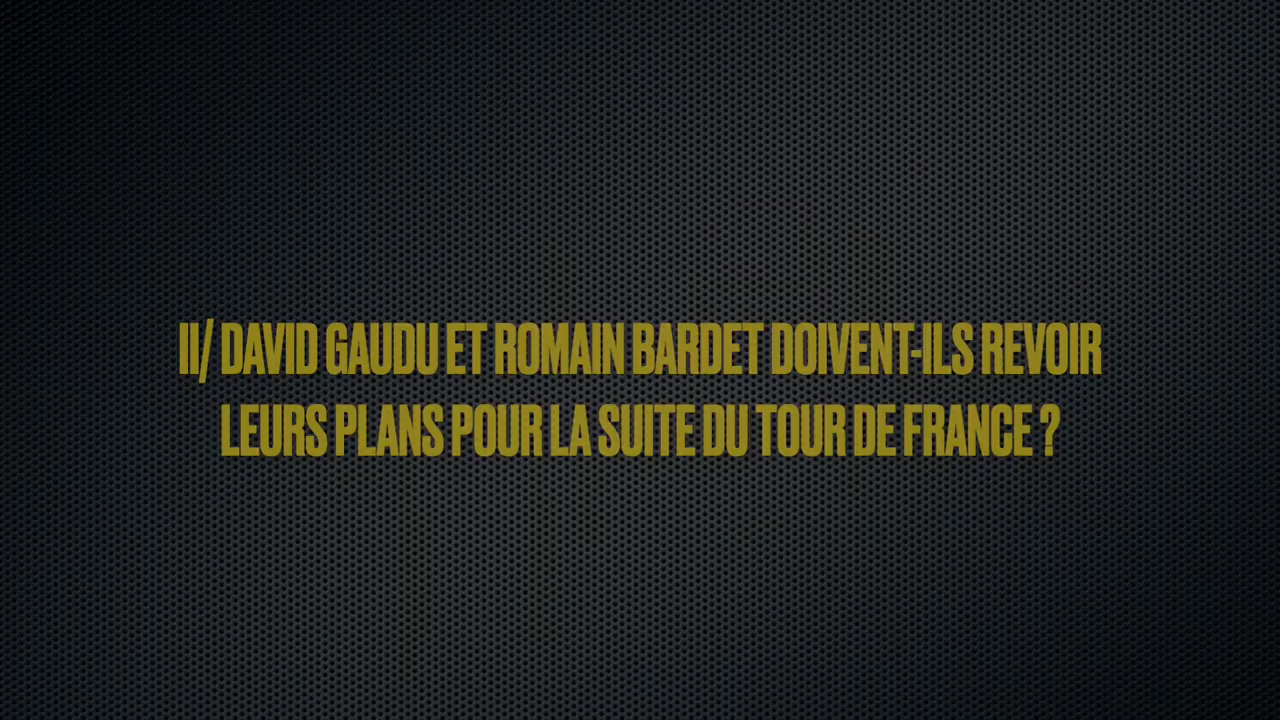 II/ DAVID GAUDU ET ROMAIN BARDET DOIVENT-ILS REVOIR
LEURS PLANS POUR LA SUITE DU TOUR DE FRANCE ?